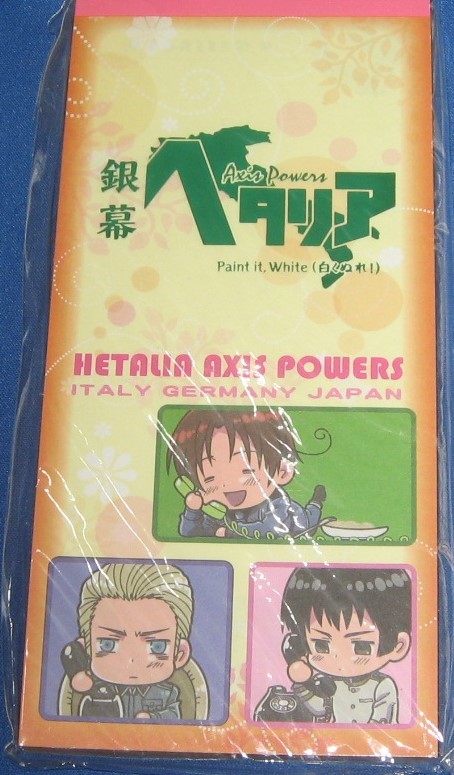 銀幕
Axis Powers
ヘタリア
Paint it, White (白くぬれ!)
HETALIA AXIS POWERS
ITALY GERMANY JAPAN